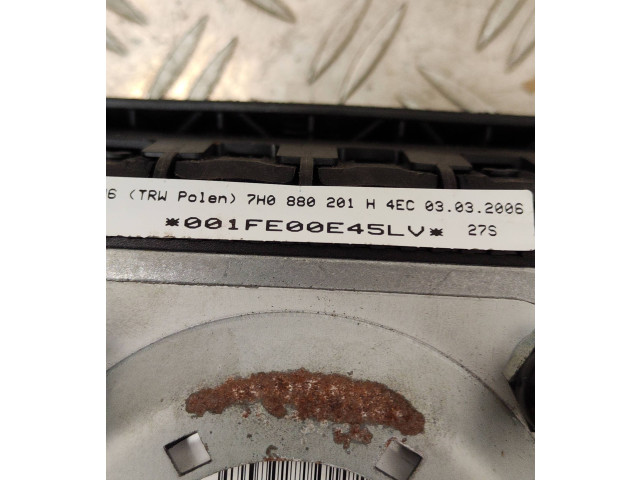 (TRW Polen) 7H0 880 201 H 4EC 03.03.2006
*001FE00E45LV* 27S